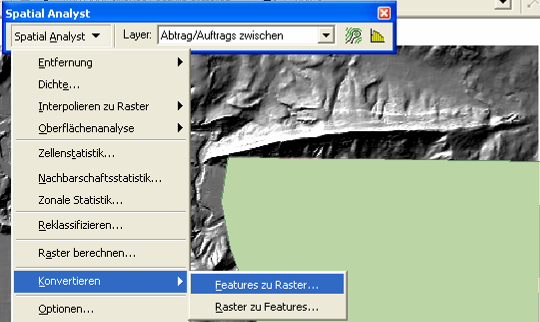 Spatial Analyst
Spatial Analyst Layer: Abtrag/Auftrags zwischen
Entfernung
Dichte...
Interpolieren zu Raster
Oberflächenanalyse
Zellenstatistik...
Nachbarschaftsstatistik...
Zonale Statistik...
Reklassifizieren...
Raster berechnen...
Konvertieren
Features zu Raster...
Raster zu Features...
Optionen...